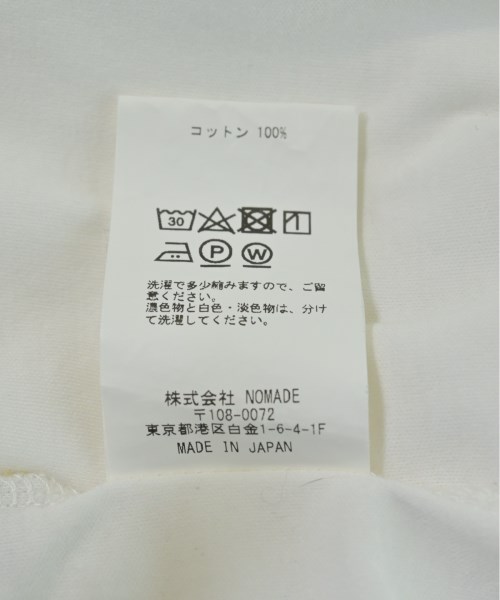 コットン 100%
30
P W
洗濯で多少縮みますので、ご留
意ください。
濃色物と白色・淡色物は、分け
て洗濯してください。
株式会社 NOMADE
〒108-0072
東京都港区白金1-6-4-1F
MADE IN JAPAN